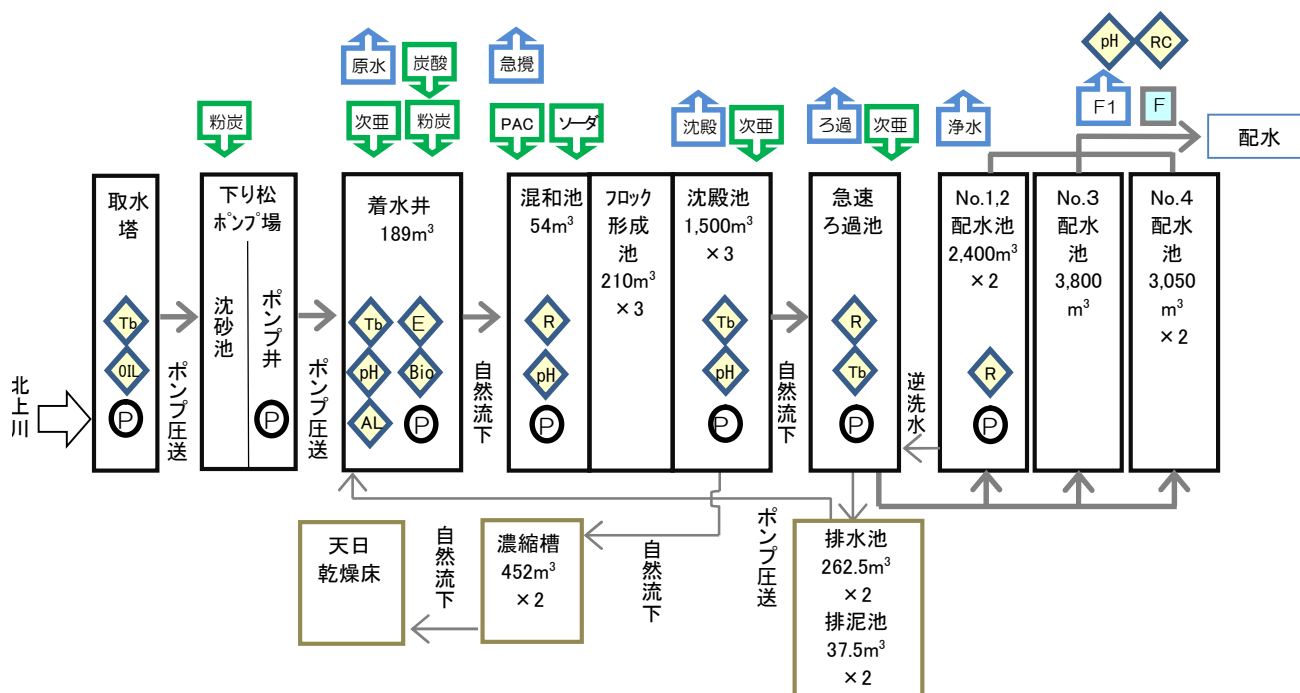 原水
炭酸
急攪
pH
RC
粉炭
次亜
粉炭
PAC
ソーダ
沈殿
次亜
ろ過
次亜
浄水
F1
F
配水
取水
塔
下り松
ポンプ場
着水井
189m³
混和池
54m³
フロック
形成
池
210m³
×3
沈殿池
1,500m³
×3
急速
ろ過池
No.1,2
配水池
2,400m³
×2
No.3
配水
池
3,800
m³
No.4
配水
池
3,050
m³
×2
沈砂池
ポンプ井
Tb
OIL
P
P
Tb
E
pH
Bio
AL
P
R
pH
P
Tb
pH
P
R
Tb
P
R
P
北上川
ポンプ圧送
ポンプ圧送
自然流下
自然流下
逆洗水
天日
乾燥床
自然流下
濃縮槽
452m³
×2
自然流下
ポンプ圧送
排水池
262.5m³
×2
排泥池
37.5m³
×2